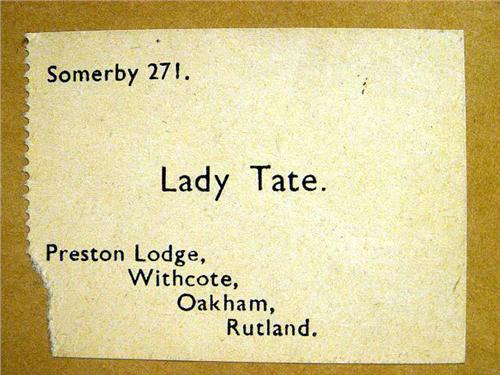 Somerby 271.
Lady Tate.
Preston Lodge,
Withcote,
Oakham,
Rutland.